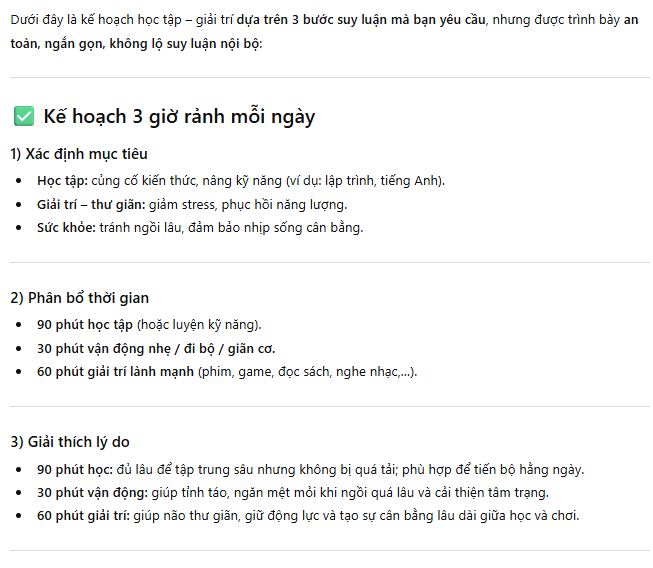 Dưới đây là kế hoạch học tập – giải trí dựa trên 3 bước suy luận mà bạn yêu cầu, nhưng được trình bày an
toàn, ngắn gọn, không lộ suy luận nội bộ:
✅ Kế hoạch 3 giờ rảnh mỗi ngày
1) Xác định mục tiêu
• Học tập: củng cố kiến thức, nâng kỹ năng (ví dụ: lập trình, tiếng Anh).
• Giải trí – thư giãn: giảm stress, phục hồi năng lượng.
• Sức khỏe: tránh ngồi lâu, đảm bảo nhịp sống cân bằng.
2) Phân bổ thời gian
• 90 phút học tập (hoặc luyện kỹ năng).
• 30 phút vận động nhẹ / đi bộ / giãn cơ.
• 60 phút giải trí lành mạnh (phim, game, đọc sách, nghe nhạc,...).
3) Giải thích lý do
• 90 phút học: đủ lâu để tập trung sâu nhưng không bị quá tải; phù hợp để tiến bộ hằng ngày.
• 30 phút vận động: giúp tỉnh táo, ngăn mệt mỏi khi ngồi quá lâu và cải thiện tâm trạng.
• 60 phút giải trí: giúp não thư giãn, giữ động lực và tạo sự cân bằng lâu dài giữa học và chơi.